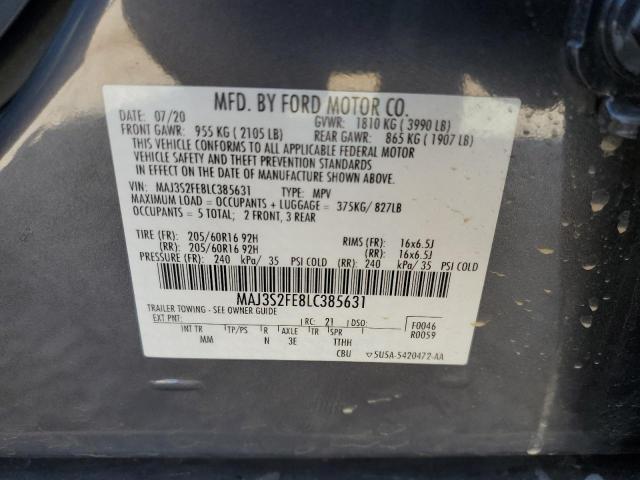 MFD. BY FORD MOTOR CO.
DATE: 07/20 GVWR: 1810 KG ( 3990 LB)
FRONT GAWR: 955 KG ( 2105 LB) REAR GAWR: 865 KG ( 1907 LB)
THIS VEHICLE CONFORMS TO ALL APPLICABLE FEDERAL MOTOR
VEHICLE SAFETY AND THEFT PREVENTION STANDARDS
IN EFFECT ON THE DATE OF MANUFACTURE SHOWN ABOVE.
VIN: MAJ3S2FE8LC385631 TYPE: MPV
MAXIMUM LOAD = OCCUPANTS + LUGGAGE = 375KG/ 827LB
OCCUPANTS = 5 TOTAL; 2 FRONT, 3 REAR
TIRE (FR): 205/60R16 92H RIMS (FR): 16x6.5J
(RR): 205/60R16 92H (RR): 16x6.5J
PRESSURE (FR): 240 kPa/ 35 PSI COLD (RR): 240 kPa/ 35 PSI COLD
MAJ3S2FE8LC385631
TRAILER TOWING - SEE OWNER GUIDE
EXT PNT: RC: 21 DSO: F0046
R0059
INT TR TP/PS R AXLE TR SPR
MM N 3E TTHH
CBU 5U5A-5420472-AA